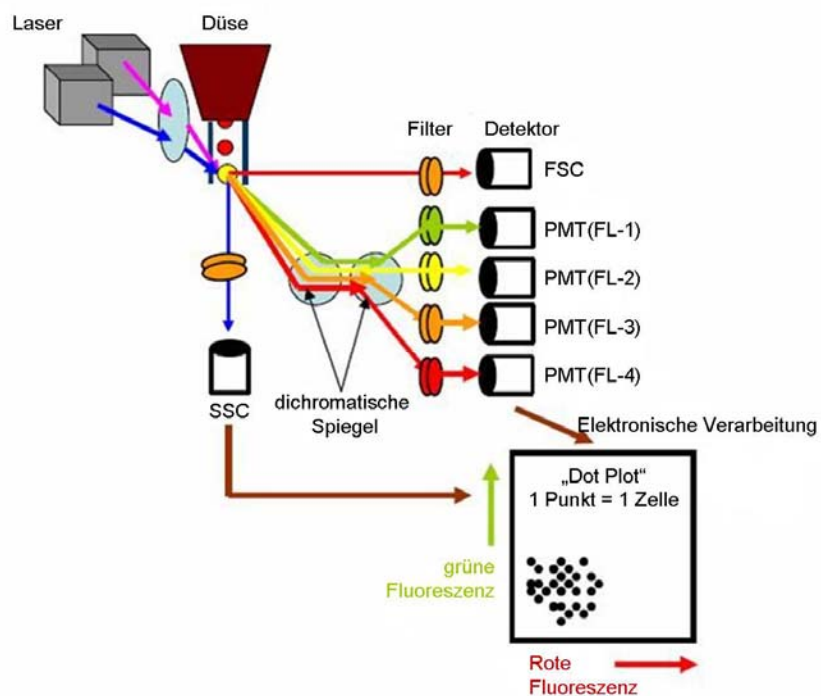 Laser
Düse
Filter
Detektor
FSC
PMT(FL-1)
PMT(FL-2)
PMT(FL-3)
PMT(FL-4)
SSC
dichromatische
Spiegel
Elektronische Verarbeitung
„Dot Plot“
1 Punkt = 1 Zelle
grüne
Fluoreszenz
Rote
Fluoreszenz